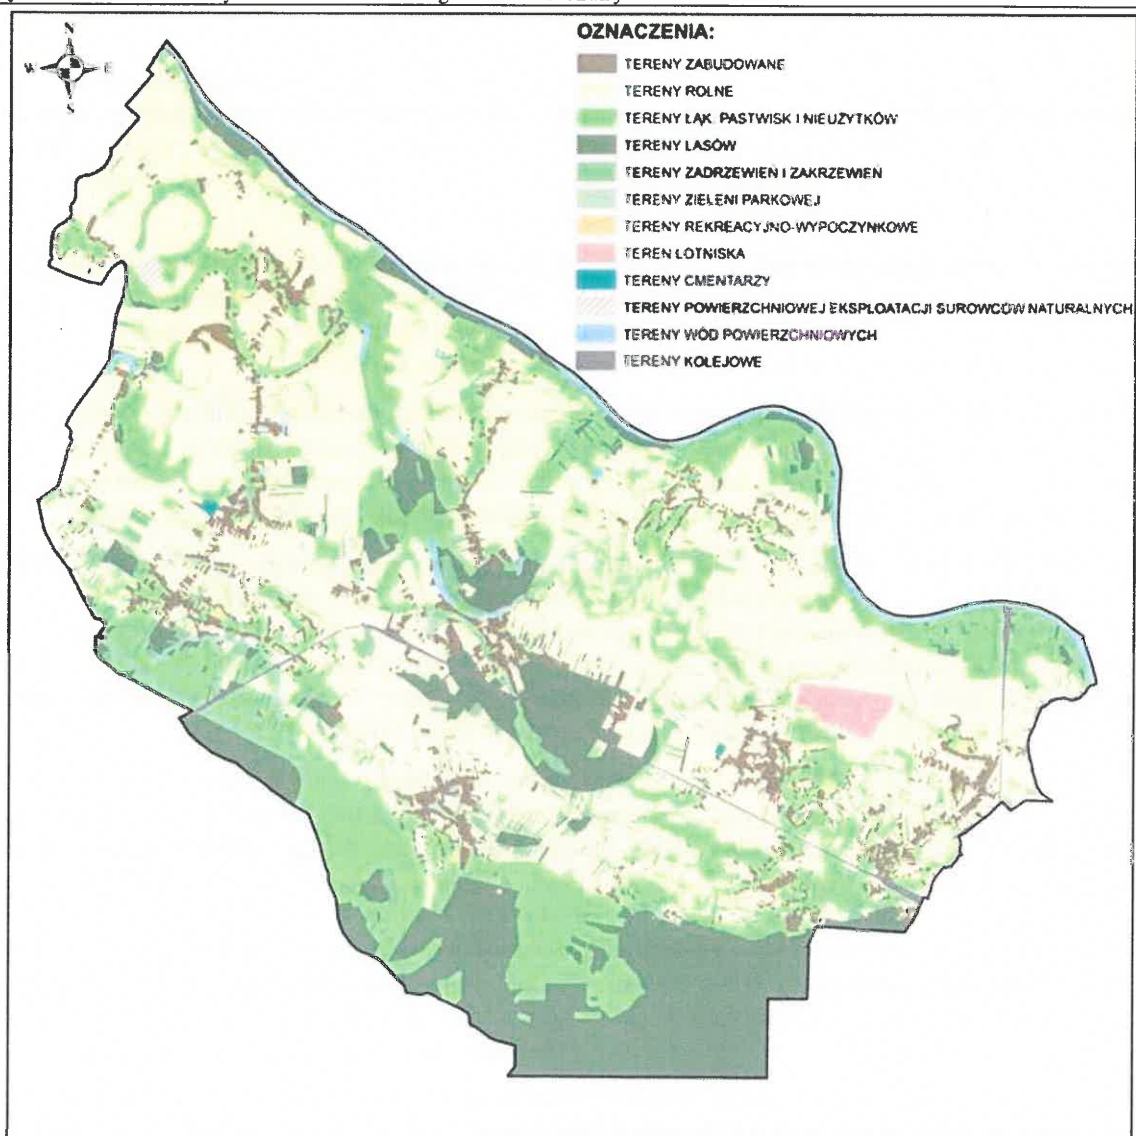 OZNACZENIA:
N
W E
S
TERENY ZABUDOWANE
TERENY ROLNE
TERENY ŁĄK, PASTWISK I NIEUŻYTKÓW
TERENY LASÓW
TERENY ZADRZEWIEŃ I ZAKRZEWIEŃ
TERENY ZIELENI PARKOWEJ
TERENY REKREACYJNO-WYPOCZYNKOWE
TEREN LOTNISKA
TERENY CMENTARZY
TERENY POWIERZCHNIOWEJ EKSPLOATACJI SUROWCÓW NATURALNYCH
TERENY WÓD POWIERZCHNIOWYCH
TERENY KOLEJOWE